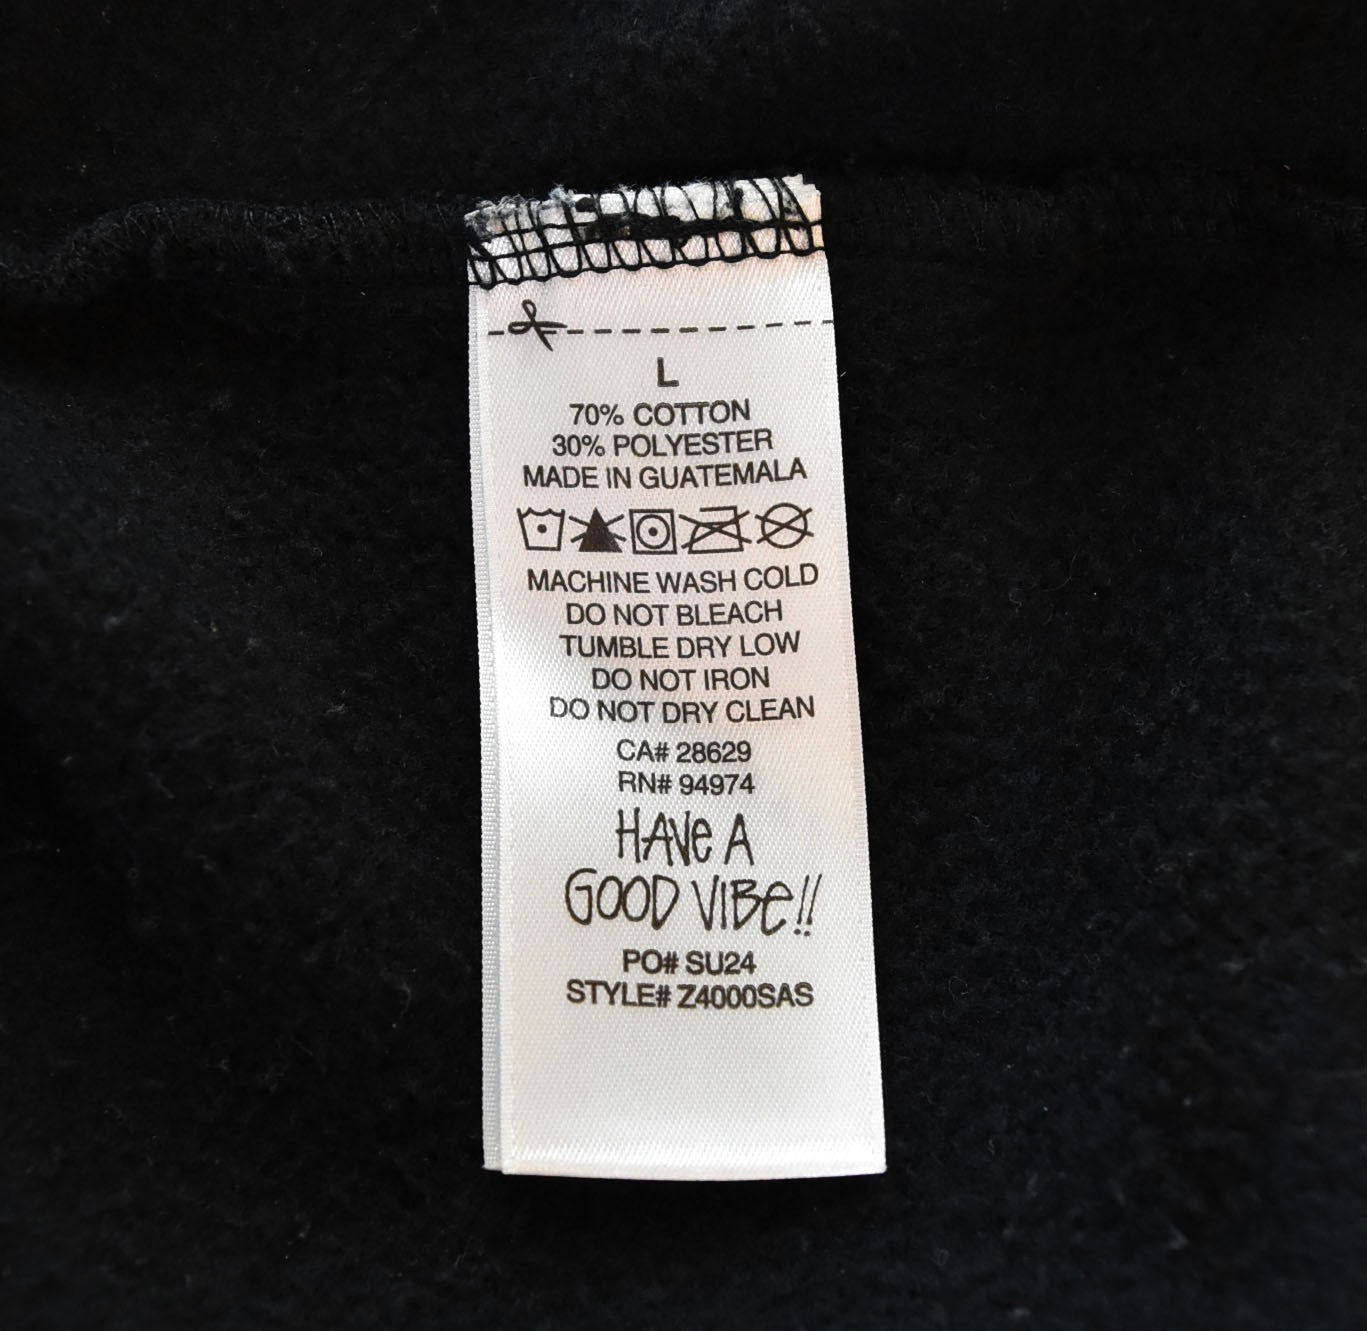 L
70% COTTON
30% POLYESTER
MADE IN GUATEMALA
MACHINE WASH COLD
DO NOT BLEACH
TUMBLE DRY LOW
DO NOT IRON
DO NOT DRY CLEAN
CA# 28629
RN# 94974
HAVe A
GOOD VIBe!!
PO# SU24
STYLE# Z4000SAS